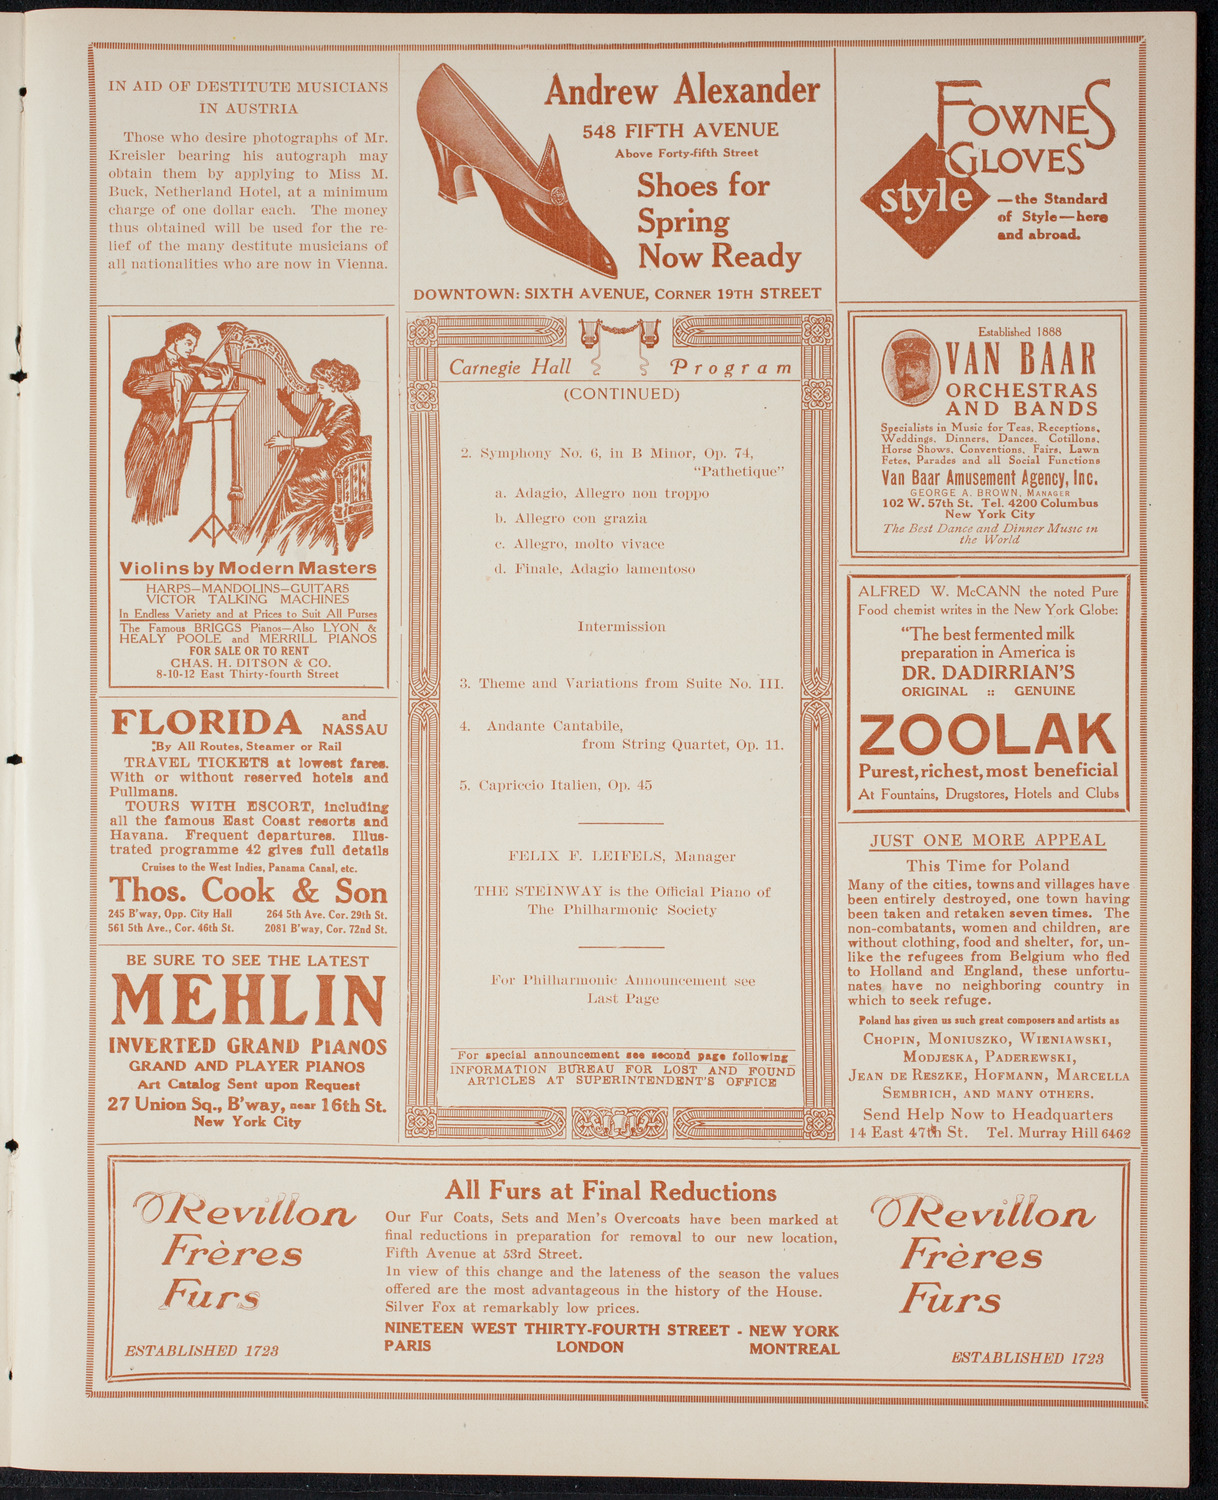 IN AID OF DESTITUTE MUSICIANS
IN AUSTRIA
Those who desire photographs of Mr.
Kreisler bearing his autograph may
obtain them by applying to Miss M.
Buck, Netherland Hotel, at a minimum
charge of one dollar each. The money
thus obtained will be used for the re-
lief of the many destitute musicians of
all nationalities who are now in Vienna.
Violins by Modern Masters
HARPS—MANDOLINS—GUITARS
VICTOR TALKING MACHINES
In Endless Variety and at Prices to Suit All Purses
The Famous BRIGGS Pianos—Also LYON &
HEALY POOLE and MERRILL PIANOS
FOR SALE OR TO RENT
CHAS. H. DITSON & CO.
8-10-12 East Thirty-fourth Street
FLORIDA and NASSAU
By All Routes, Steamer or Rail
TRAVEL TICKETS at lowest fares.
With or without reserved hotels and
Pullmans.
TOURS WITH ESCORT, including
all the famous East Coast resorts and
Havana. Frequent departures. Illus-
trated programme 42 gives full details
Cruises to the West Indies, Panama Canal, etc.
Thos. Cook & Son
245 B'way, Opp. City Hall 264 5th Ave. Cor. 29th St.
561 5th Ave., Cor. 46th St. 2081 B'way, Cor. 72nd St.
BE SURE TO SEE THE LATEST
MEHLIN
INVERTED GRAND PIANOS
GRAND AND PLAYER PIANOS
Art Catalog Sent upon Request
27 Union Sq., B'way, near 16th St.
New York City
Andrew Alexander
548 FIFTH AVENUE
Above Forty-fifth Street
Shoes for
Spring
Now Ready
DOWNTOWN: SIXTH AVENUE, CORNER 19TH STREET
Carnegie Hall Program
(CONTINUED)
2. Symphony No. 6, in B Minor, Op. 74,
"Pathetique"
a. Adagio, Allegro non troppo
b. Allegro con grazia
c. Allegro, molto vivace
d. Finale, Adagio lamentoso
Intermission
3. Theme and Variations from Suite No. III.
4. Andante Cantabile,
from String Quartet, Op. 11.
5. Capriccio Italien, Op. 45
FELIX F. LEIFELS, Manager
THE STEINWAY is the Official Piano of
The Philharmonic Society
For Philharmonic Announcement see
Last Page
For special announcement see second page following
INFORMATION BUREAU FOR LOST AND FOUND
ARTICLES AT SUPERINTENDENT'S OFFICE
FOWNES
GLOVES
style
—the Standard
of Style—here
and abroad.
Established 1888
VAN BAAR
ORCHESTRAS
AND BANDS
Specialists in Music for Teas, Receptions,
Weddings, Dinners, Dances, Cotillons,
Horse Shows, Conventions, Fairs, Lawn
Fetes, Parades and all Social Functions
Van Baar Amusement Agency, Inc.
GEORGE A. BROWN, MANAGER
102 W. 57th St. Tel. 4200 Columbus
New York City
The Best Dance and Dinner Music in
the World
ALFRED W. McCANN the noted Pure
Food chemist writes in the New York Globe:
"The best fermented milk
preparation in America is
DR. DADIRRIAN'S
ORIGINAL :: GENUINE
ZOOLAK
Purest, richest, most beneficial
At Fountains, Drugstores, Hotels and Clubs
JUST ONE MORE APPEAL
This Time for Poland
Many of the cities, towns and villages have
been entirely destroyed, one town having
been taken and retaken seven times. The
non-combatants, women and children, are
without clothing, food and shelter, for, un-
like the refugees from Belgium who fled
to Holland and England, these unfortu-
nates have no neighboring country in
which to seek refuge.
Poland has given us such great composers and artists as
CHOPIN, MONIUSZKO, WIENIAWSKI,
MODJESKA, PADEREWSKI,
JEAN DE RESZKE, HOFMANN, MARCELLA
SEMBRICH, AND MANY OTHERS.
Send Help Now to Headquarters
14 East 47th St. Tel. Murray Hill 6462
Revillon
Frères
Furs
ESTABLISHED 1723
All Furs at Final Reductions
Our Fur Coats, Sets and Men's Overcoats have been marked at
final reductions in preparation for removal to our new location,
Fifth Avenue at 53rd Street.
In view of this change and the lateness of the season the values
offered are the most advantageous in the history of the House.
Silver Fox at remarkably low prices.
NINETEEN WEST THIRTY-FOURTH STREET - NEW YORK
PARIS LONDON MONTREAL
Revillon
Frères
Furs
ESTABLISHED 1723